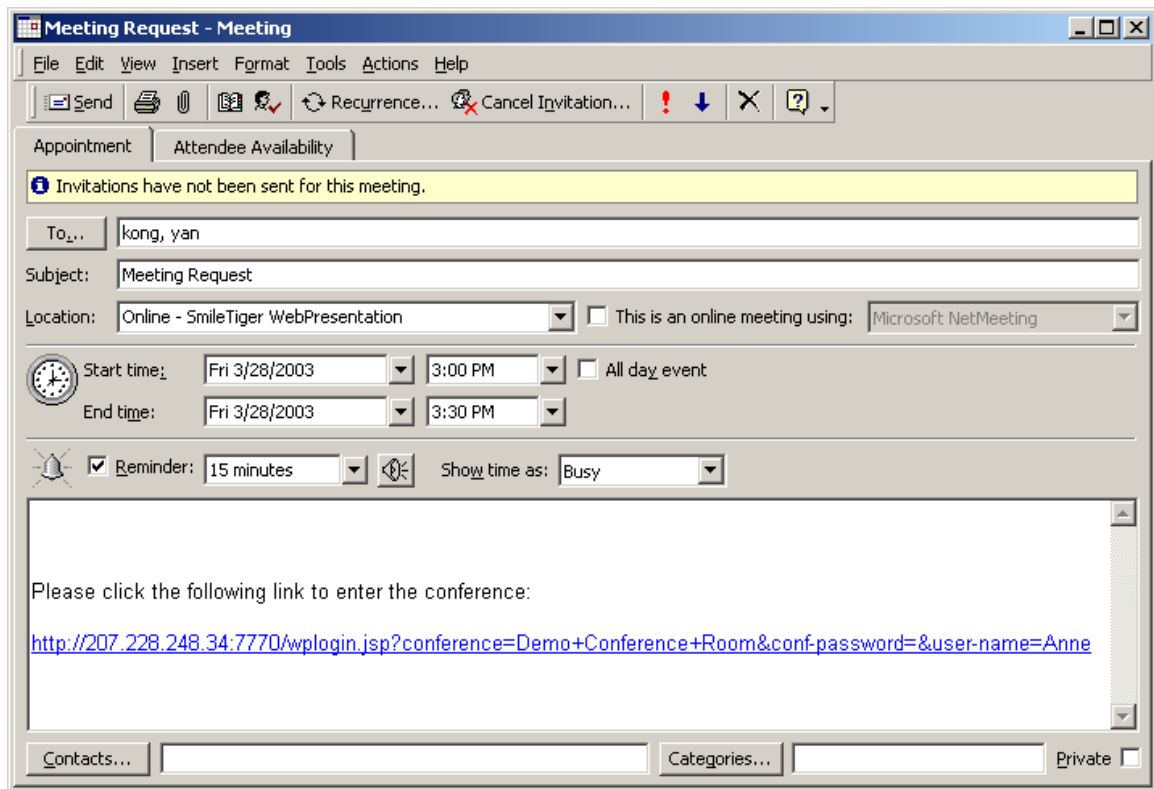 Meeting Request - Meeting
File Edit View Insert Format Tools Actions Help
Send Recurrence... Cancel Invitation...
Appointment Attendee Availability
Invitations have not been sent for this meeting.
To... kong, yan
Subject: Meeting Request
Location: Online - SmileTiger WebPresentation This is an online meeting using: Microsoft NetMeeting
Start time: Fri 3/28/2003 3:00 PM All day event
End time: Fri 3/28/2003 3:30 PM
Reminder: 15 minutes Show time as: Busy
Please click the following link to enter the conference:
http://207.228.248.34:7770/wplogin.jsp?conference=Demo+Conference+Room&conf-password=&user-name=Anne
Contacts... Categories... Private